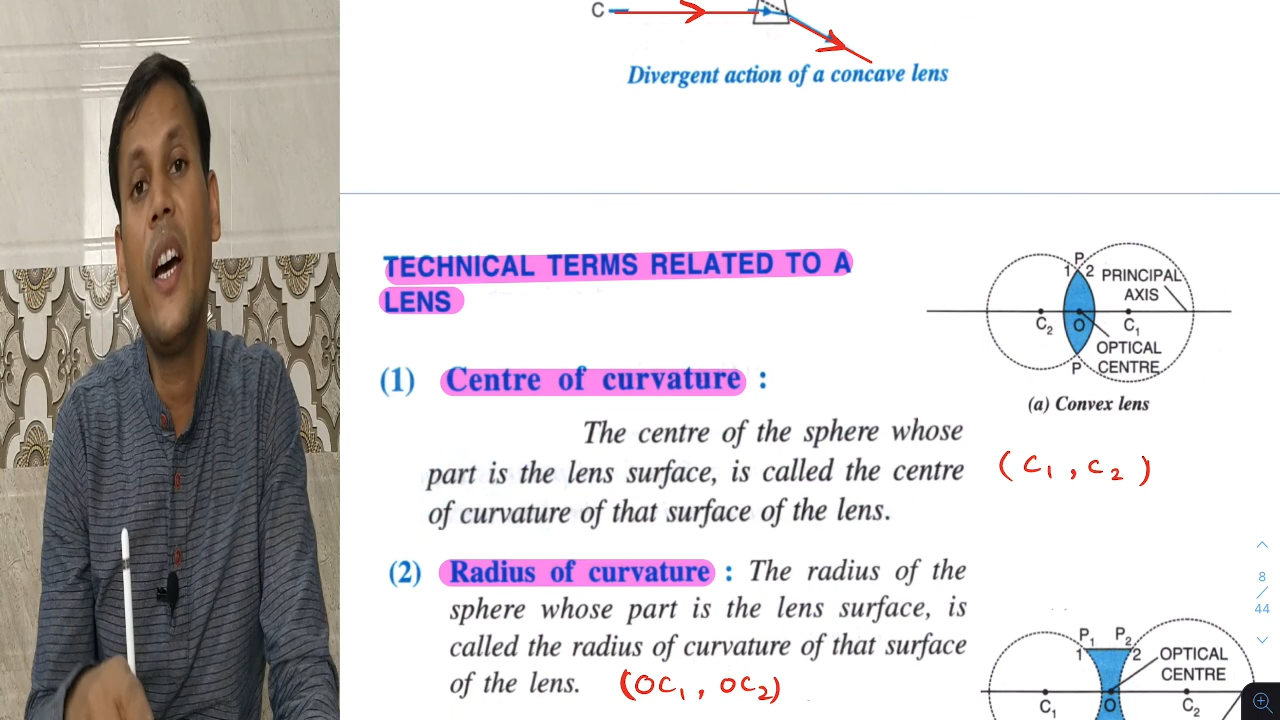 C
Divergent action of a concave lens
TECHNICAL TERMS RELATED TO A
LENS
P
1 2 PRINCIPAL
AXIS
C2 O C1
OPTICAL
P CENTRE
(a) Convex lens
(1) Centre of curvature :
The centre of the sphere whose
part is the lens surface, is called the centre
of curvature of that surface of the lens.
(C1, C2)
(2) Radius of curvature : The radius of the
sphere whose part is the lens surface, is
called the radius of curvature of that surface
of the lens. (OC1, OC2)
P1 P2
1 2 OPTICAL
CENTRE
C1 O C2
8
/
44